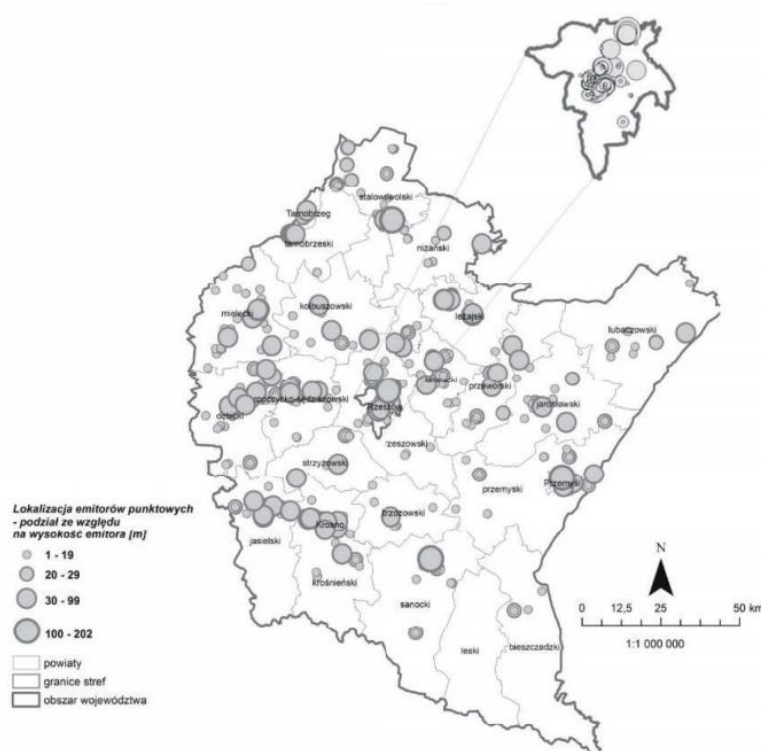 stalowowolski
Tarnobrzeg
tarnobrzeski
niżański
kolbuszowski
mielecki
leżajski
lubaczowski
łańcucki
przeworski
ropczycko-sędziszowski
dębicki
Rzeszów
jarosławski
rzeszowski
strzyżowski
przemyski
Przemyśl
brzozowski
Krosno
jasielski
krośnieński
sanocki
leski
bieszczadzki
Lokalizacja emitorów punktowych
- podział ze względu
na wysokość emitora [m]
1 - 19
20 - 29
30 - 99
100 - 202
powiaty
granice stref
obszar województwa
N
0 12,5 25 50 km
1:1 000 000